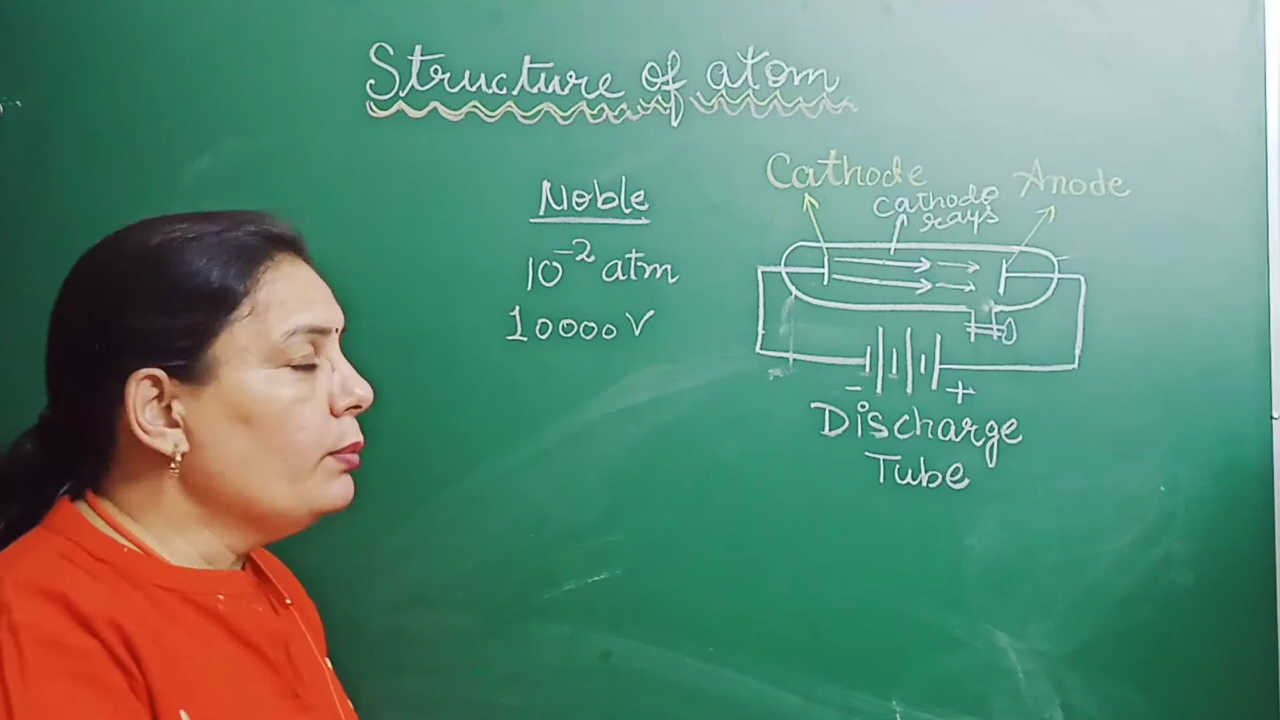 Structure of atom
Noble
10⁻² atm
10000 V
Cathode
Cathode
rays
Anode
- +
Discharge
Tube